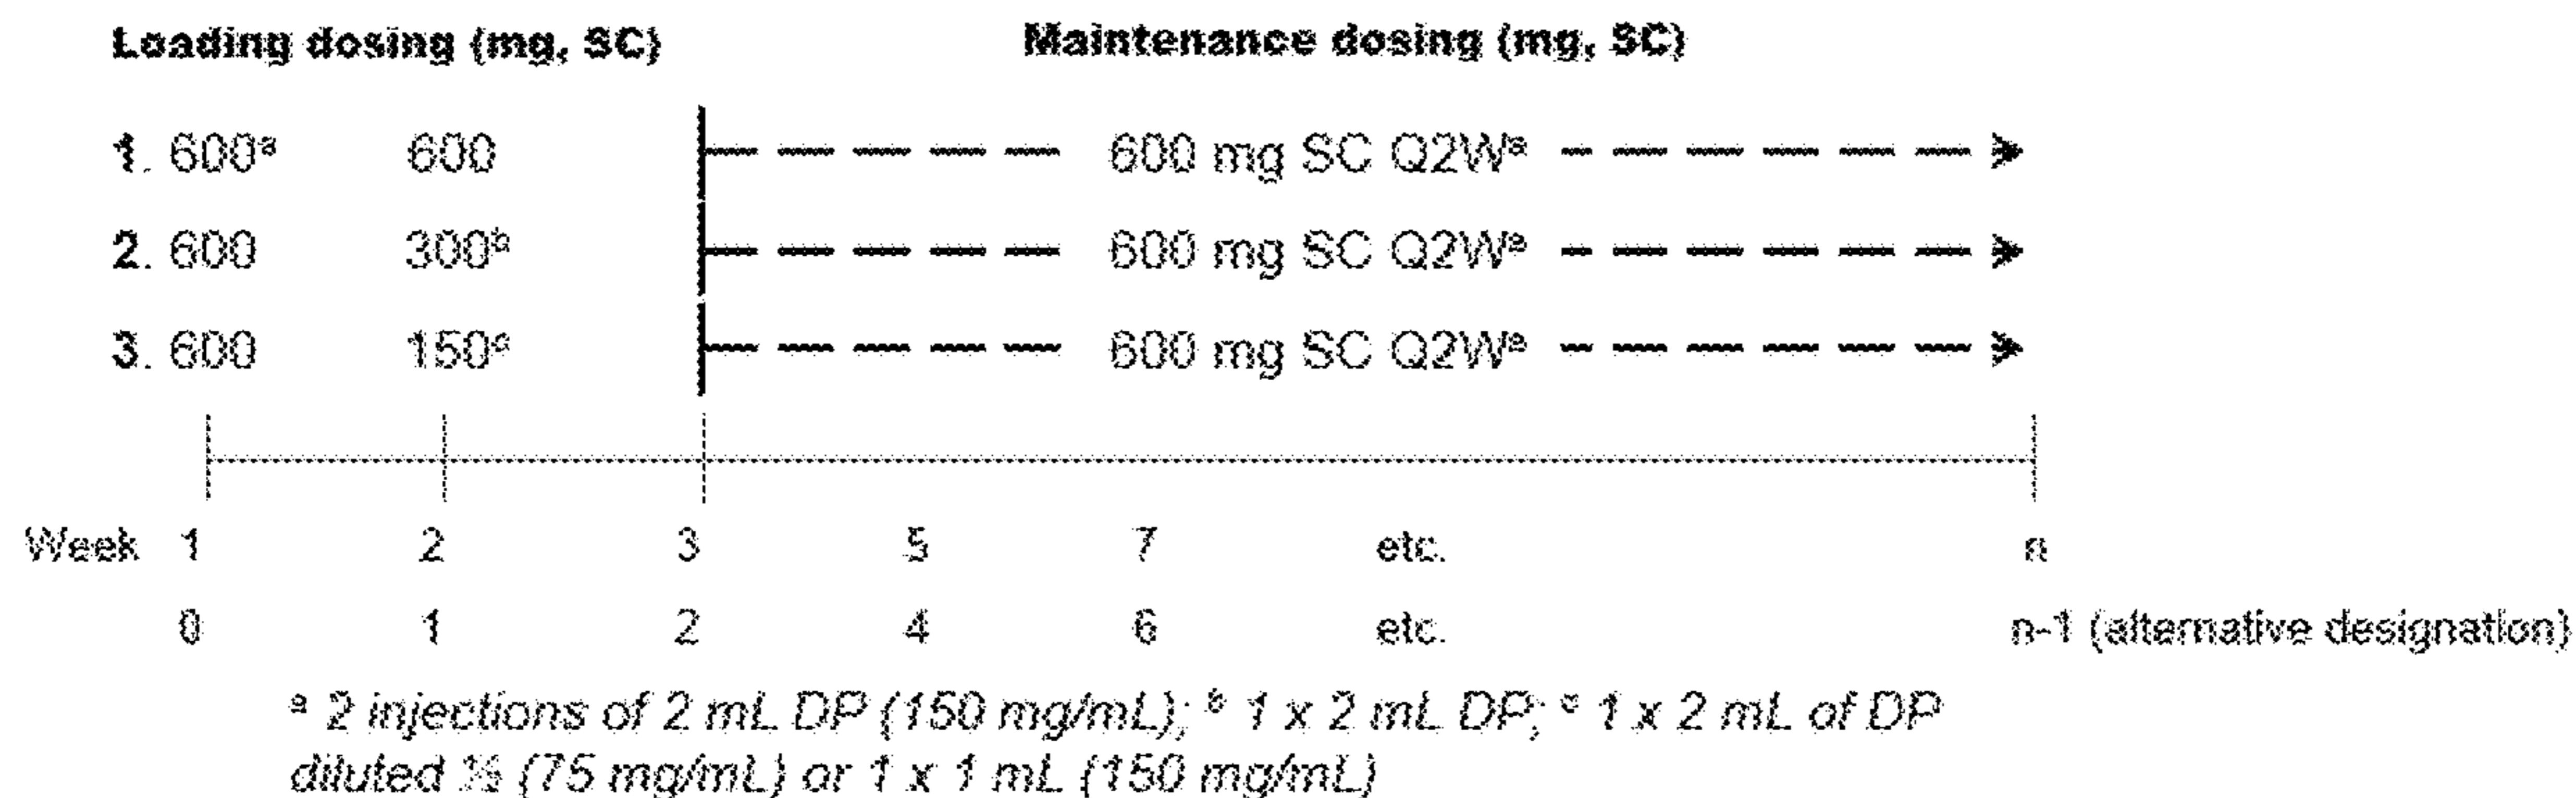 Loading dosing (mg, SC) Maintenance dosing (mg, SC)
1. 600ᵃ 600 600 mg SC Q2Wᵃ
2. 600 300ᵇ 600 mg SC Q2Wᵃ
3. 600 150ᶜ 600 mg SC Q2Wᵃ
Week 1 2 3 5 7 etc. n
0 1 2 4 6 etc. n-1 (alternative designation)
ᵃ 2 injections of 2 mL DP (150 mg/mL); ᵇ 1 x 2 mL DP; ᶜ 1 x 2 mL of DP
diluted ½ (75 mg/mL) or 1 x 1 mL (150 mg/mL)